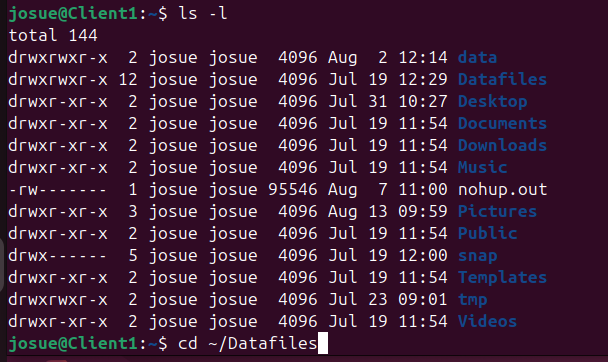 josue@Client1:~$ ls -l
total 144
drwxrwxr-x  2 josue josue  4096 Aug  2 12:14 data
drwxrwxr-x 12 josue josue  4096 Jul 19 12:29 Datafiles
drwxr-xr-x  2 josue josue  4096 Jul 31 10:27 Desktop
drwxr-xr-x  2 josue josue  4096 Jul 19 11:54 Documents
drwxr-xr-x  2 josue josue  4096 Jul 19 11:54 Downloads
drwxr-xr-x  2 josue josue  4096 Jul 19 11:54 Music
-rw-------  1 josue josue 95546 Aug  7 11:00 nohup.out
drwxr-xr-x  3 josue josue  4096 Aug 13 09:59 Pictures
drwxr-xr-x  2 josue josue  4096 Jul 19 11:54 Public
drwx------  5 josue josue  4096 Jul 19 12:00 snap
drwxr-xr-x  2 josue josue  4096 Jul 19 11:54 Templates
drwxrwxr-x  2 josue josue  4096 Jul 23 09:01 tmp
drwxr-xr-x  2 josue josue  4096 Jul 19 11:54 Videos
josue@Client1:~$ cd ~/Datafiles